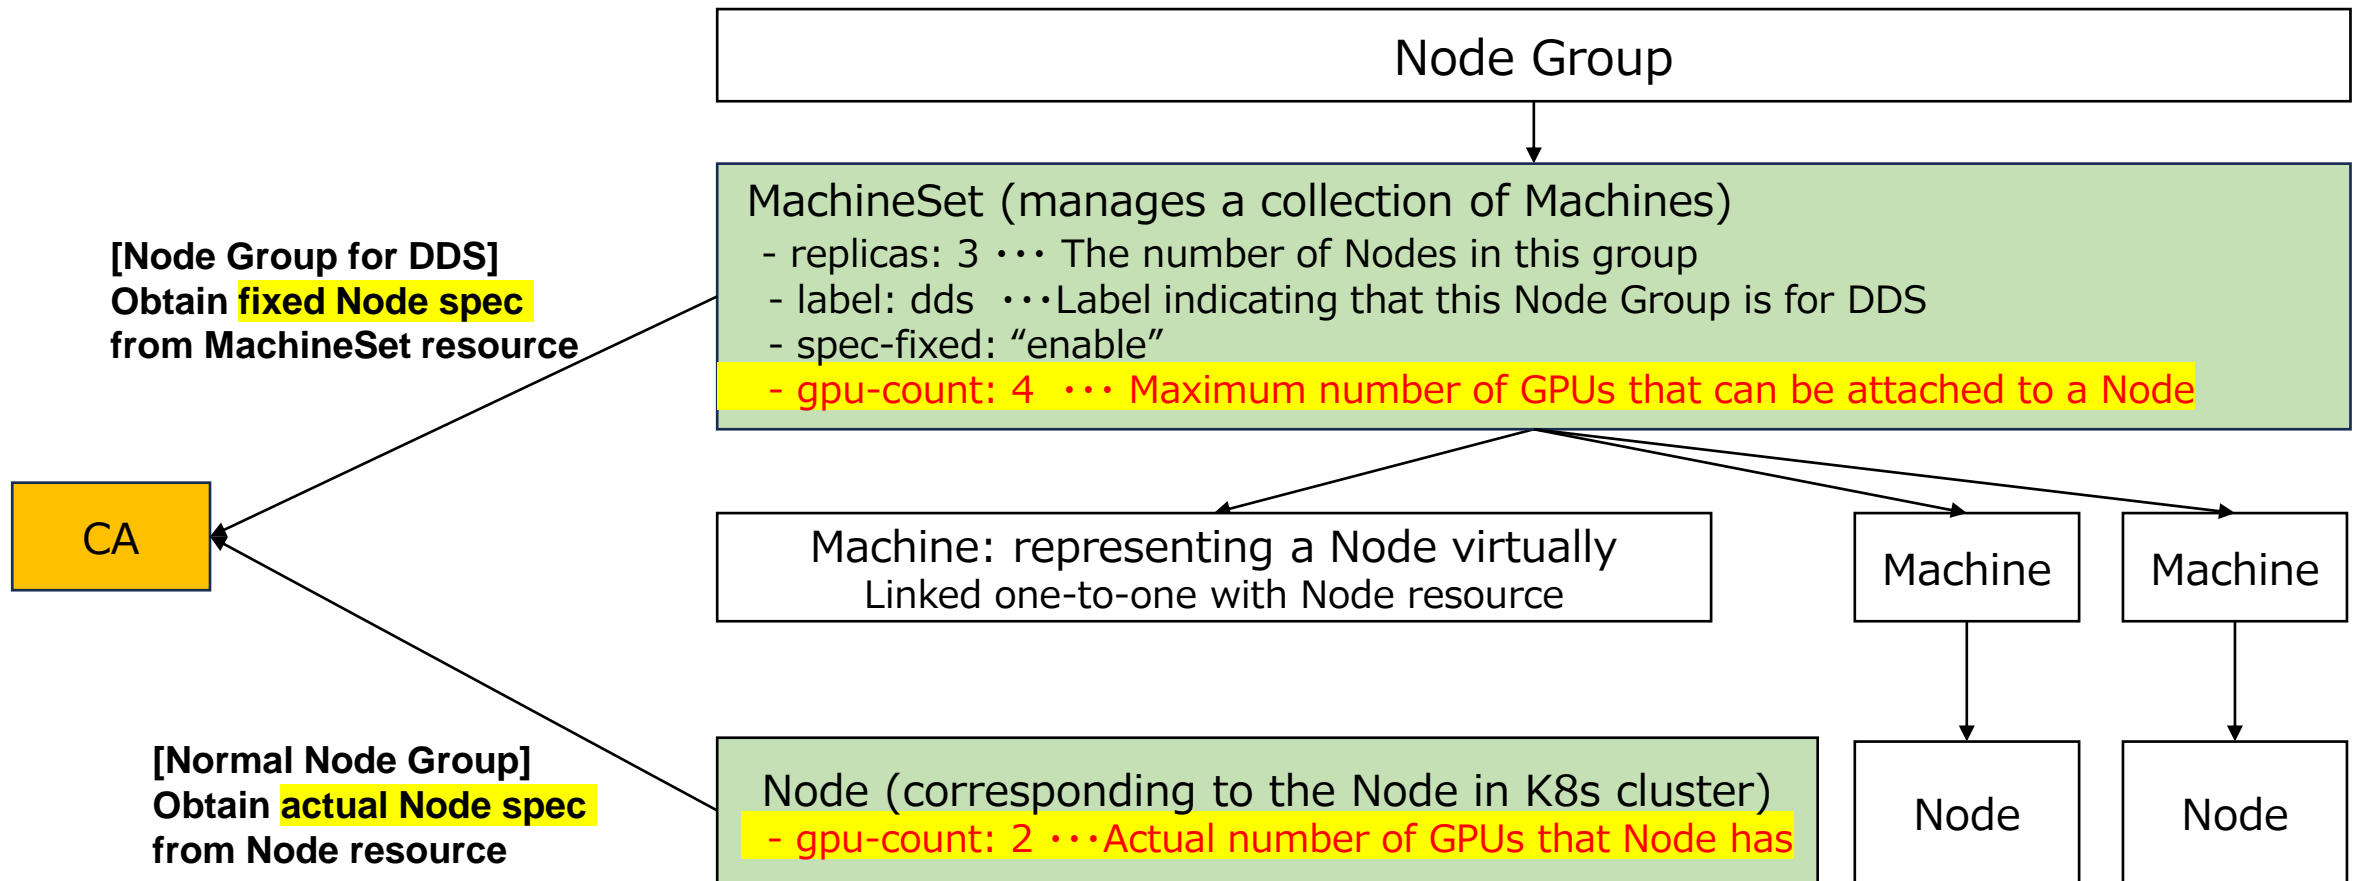 Node Group
MachineSet (manages a collection of Machines)
- replicas: 3 ・・・ The number of Nodes in this group
- label: dds ・・・Label indicating that this Node Group is for DDS
- spec-fixed: “enable”
- gpu-count: 4 ・・・ Maximum number of GPUs that can be attached to a Node
[Node Group for DDS]
Obtain fixed Node spec
from MachineSet resource
CA
Machine: representing a Node virtually
Linked one-to-one with Node resource
Machine
Machine
[Normal Node Group]
Obtain actual Node spec
from Node resource
Node (corresponding to the Node in K8s cluster)
- gpu-count: 2 ・・・Actual number of GPUs that Node has
Node
Node